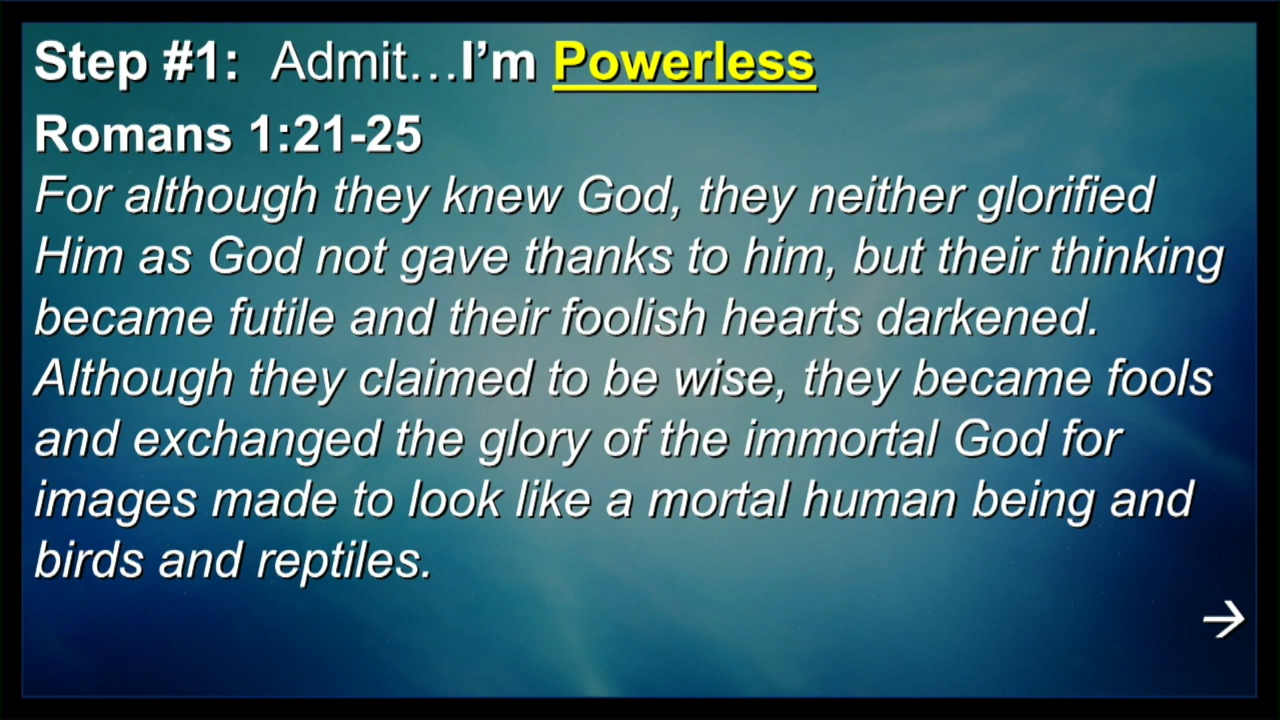 Step #1: Admit...I'm Powerless
Romans 1:21-25
For although they knew God, they neither glorified
Him as God not gave thanks to him, but their thinking
became futile and their foolish hearts darkened.
Although they claimed to be wise, they became fools
and exchanged the glory of the immortal God for
images made to look like a mortal human being and
birds and reptiles.
→